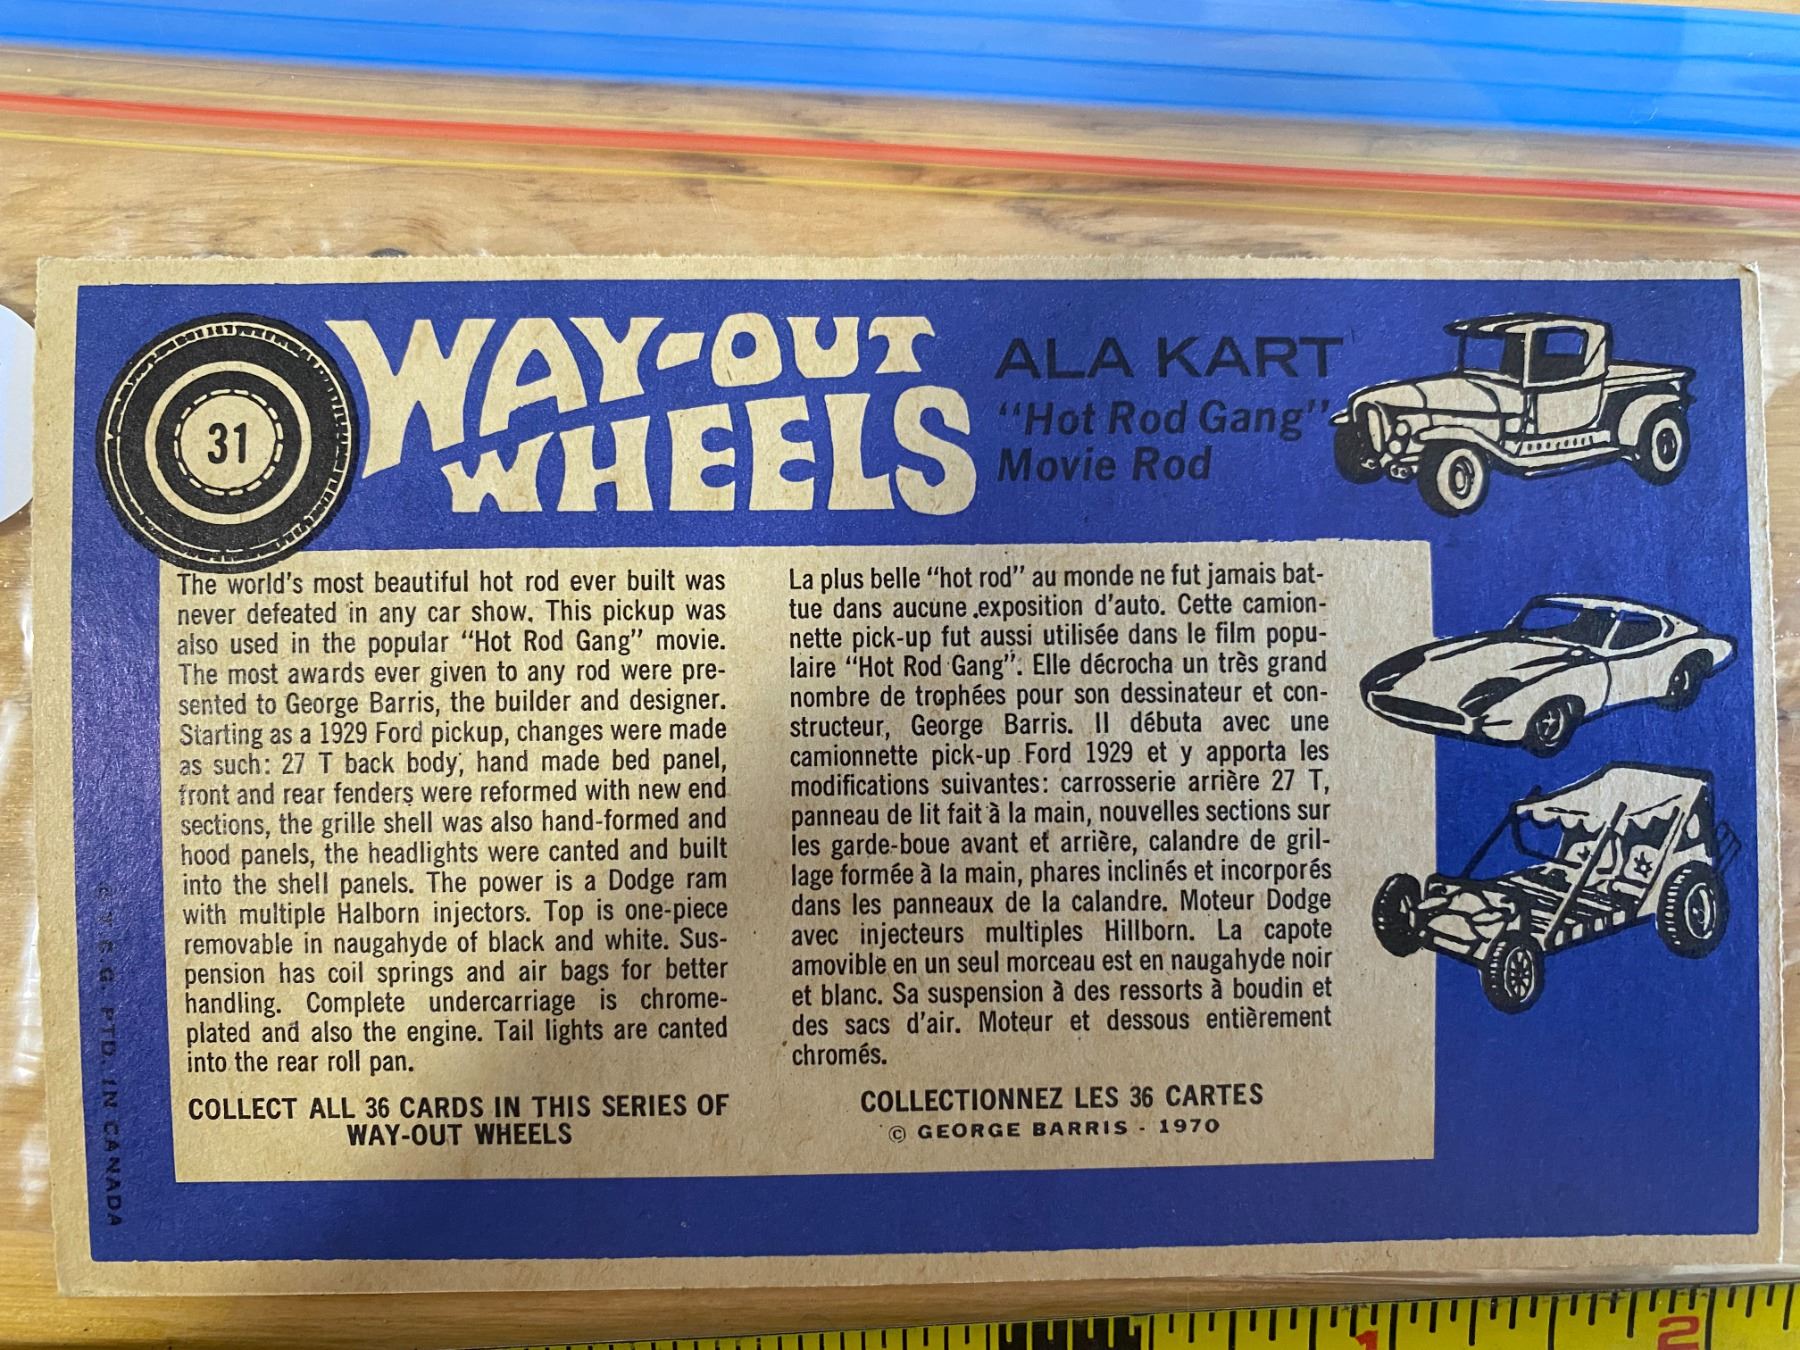 31
WAY-OUT
WHEELS
ALA KART
“Hot Rod Gang”
Movie Rod
The world's most beautiful hot rod ever built was
never defeated in any car show. This pickup was
also used in the popular “Hot Rod Gang” movie.
The most awards ever given to any rod were pre-
sented to George Barris, the builder and designer.
Starting as a 1929 Ford pickup, changes were made
as such: 27 T back body, hand made bed panel,
front and rear fenders were reformed with new end
sections, the grille shell was also hand-formed and
hood panels, the headlights were canted and built
into the shell panels. The power is a Dodge ram
with multiple Halborn injectors. Top is one-piece
removable in naugahyde of black and white. Sus-
pension has coil springs and air bags for better
handling. Complete undercarriage is chrome-
plated and also the engine. Tail lights are canted
into the rear roll pan.
COLLECT ALL 36 CARDS IN THIS SERIES OF
WAY-OUT WHEELS
La plus belle “hot rod” au monde ne fut jamais bat-
tue dans aucune exposition d'auto. Cette camion-
nette pick-up fut aussi utilisée dans le film popu-
laire “Hot Rod Gang”. Elle décrocha un très grand
nombre de trophées pour son dessinateur et con-
structeur, George Barris. Il débuta avec une
camionnette pick-up Ford 1929 et y apporta les
modifications suivantes: carrosserie arrière 27 T,
panneau de lit fait à la main, nouvelles sections sur
les garde-boue avant et arrière, calandre de gril-
lage formée à la main, phares inclinés et incorporés
dans les panneaux de la calandre. Moteur Dodge
avec injecteurs multiples Hillborn. La capote
amovible en un seul morceau est en naugahyde noir
et blanc. Sa suspension à des ressorts à boudin et
des sacs d'air. Moteur et dessous entièrement
chromés.
COLLECTIONNEZ LES 36 CARTES
© GEORGE BARRIS - 1970
PTD. IN CANADA
1 2